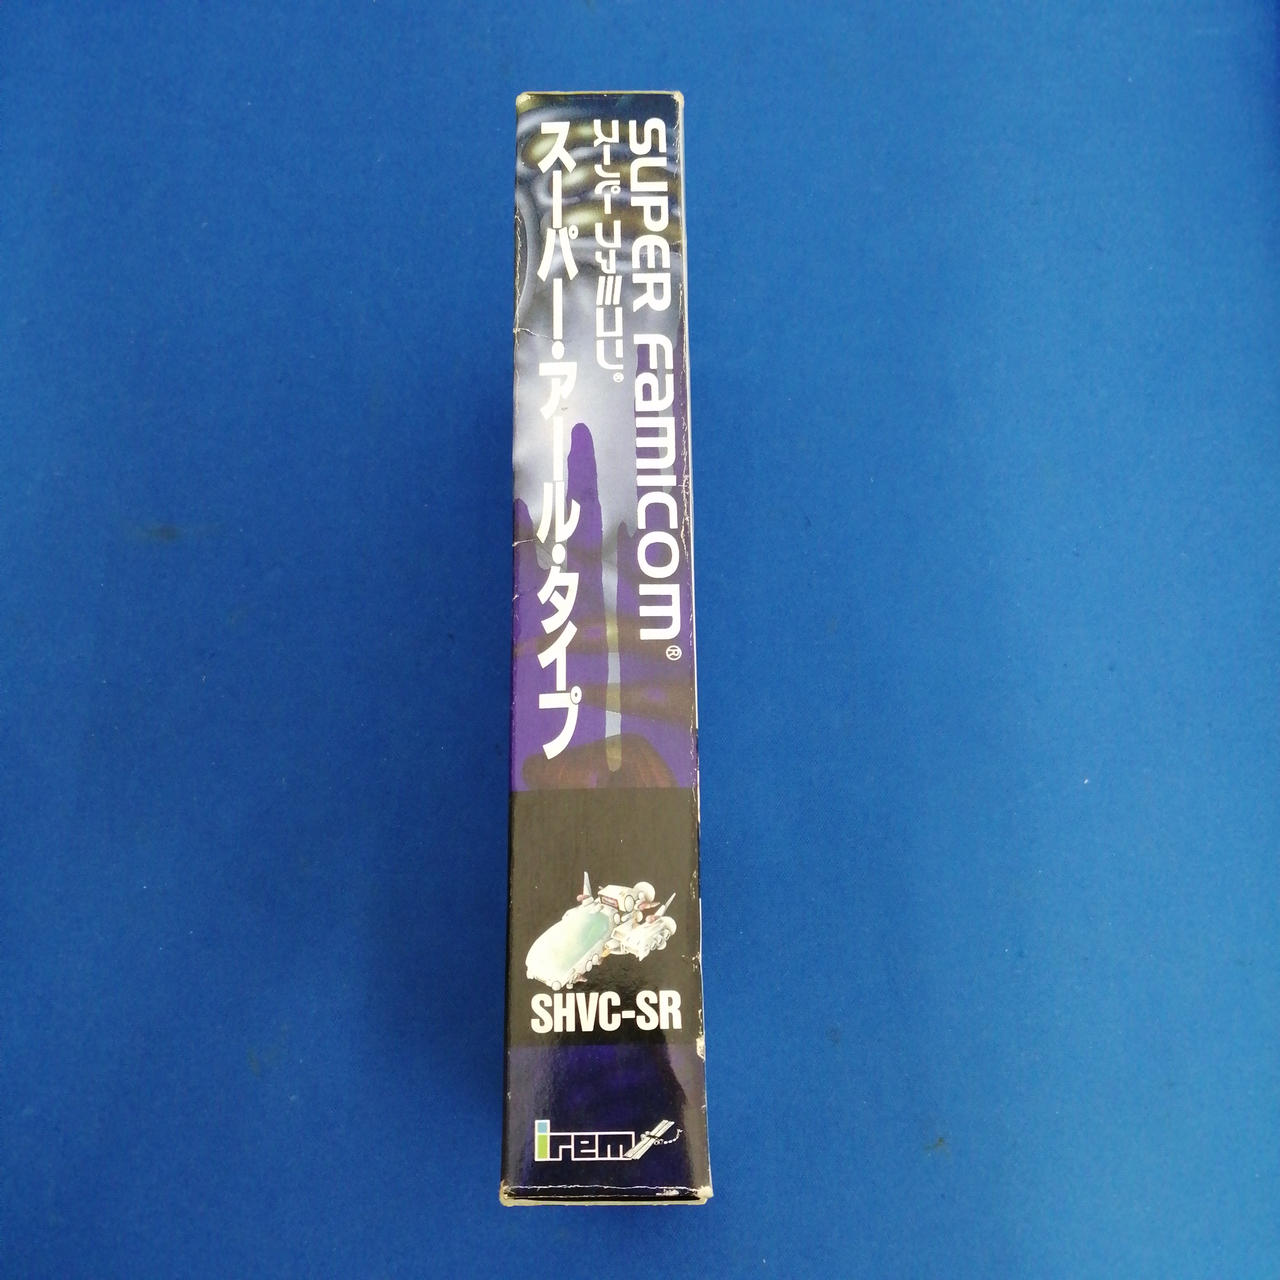 SUPER Famicom®
スーパーファミコン®
スーパー・アール・タイプ
SHVC-SR
irem